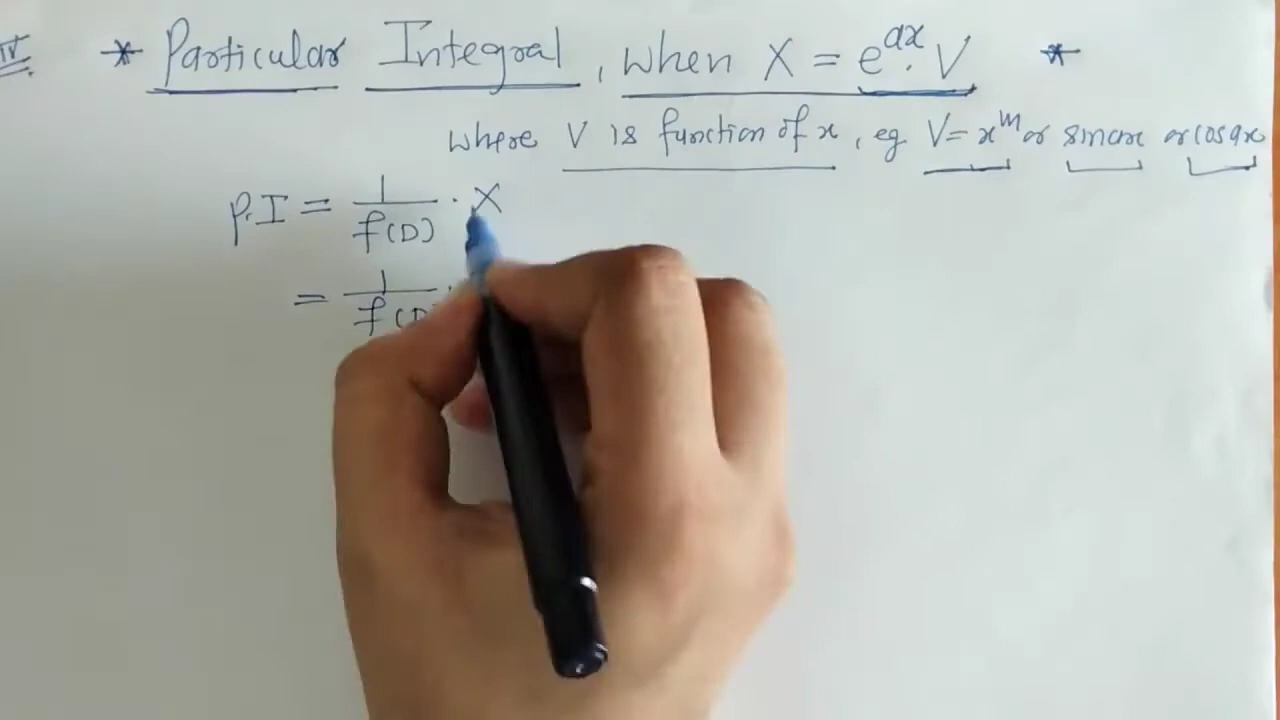 IV
* Particular Integral, when X = e^{ax}. V *
where V is function of x, eg V= x^m or sinax or cosax
P.I = 1/f(D) . X
= 1/f(D)